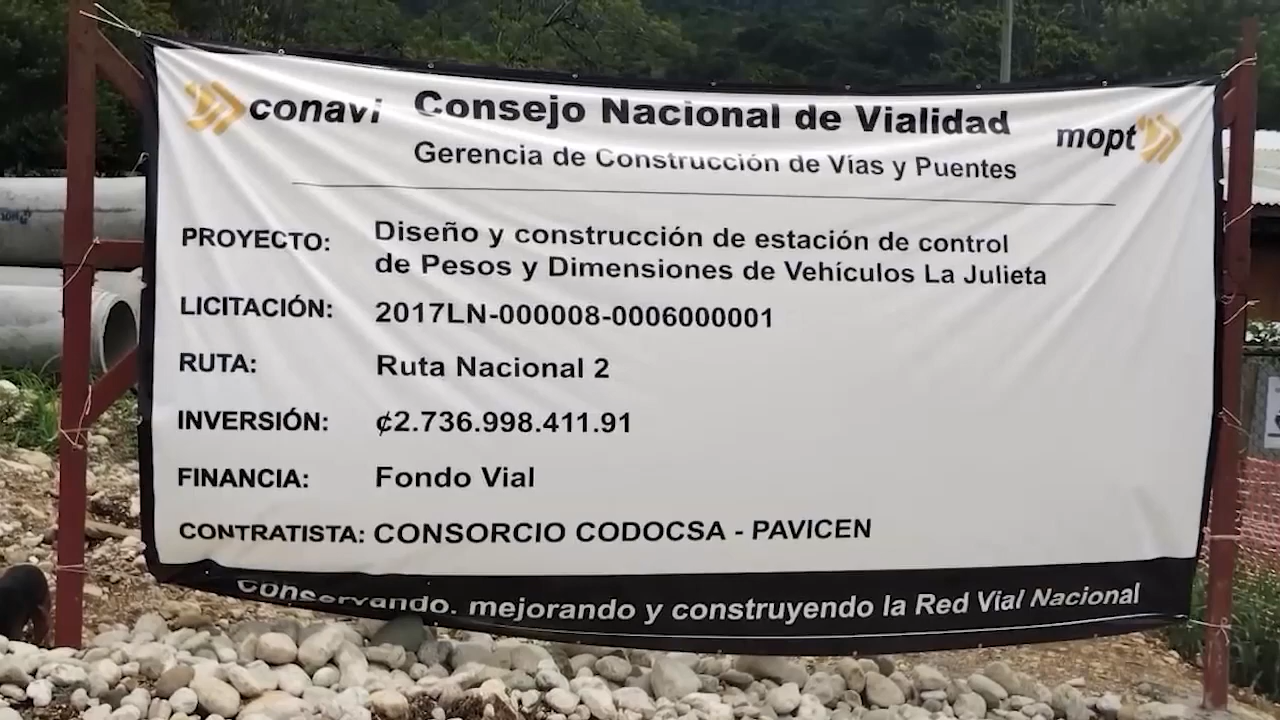 conavi Consejo Nacional de Vialidad mopt
Gerencia de Construcción de Vías y Puentes
PROYECTO: Diseño y construcción de estación de control
de Pesos y Dimensiones de Vehículos La Julieta
LICITACIÓN: 2017LN-000008-0006000001
RUTA: Ruta Nacional 2
INVERSIÓN: ¢2.736.998.411.91
FINANCIA: Fondo Vial
CONTRATISTA: CONSORCIO CODOCSA - PAVICEN
Conservando. mejorando y construyendo la Red Vial Nacional